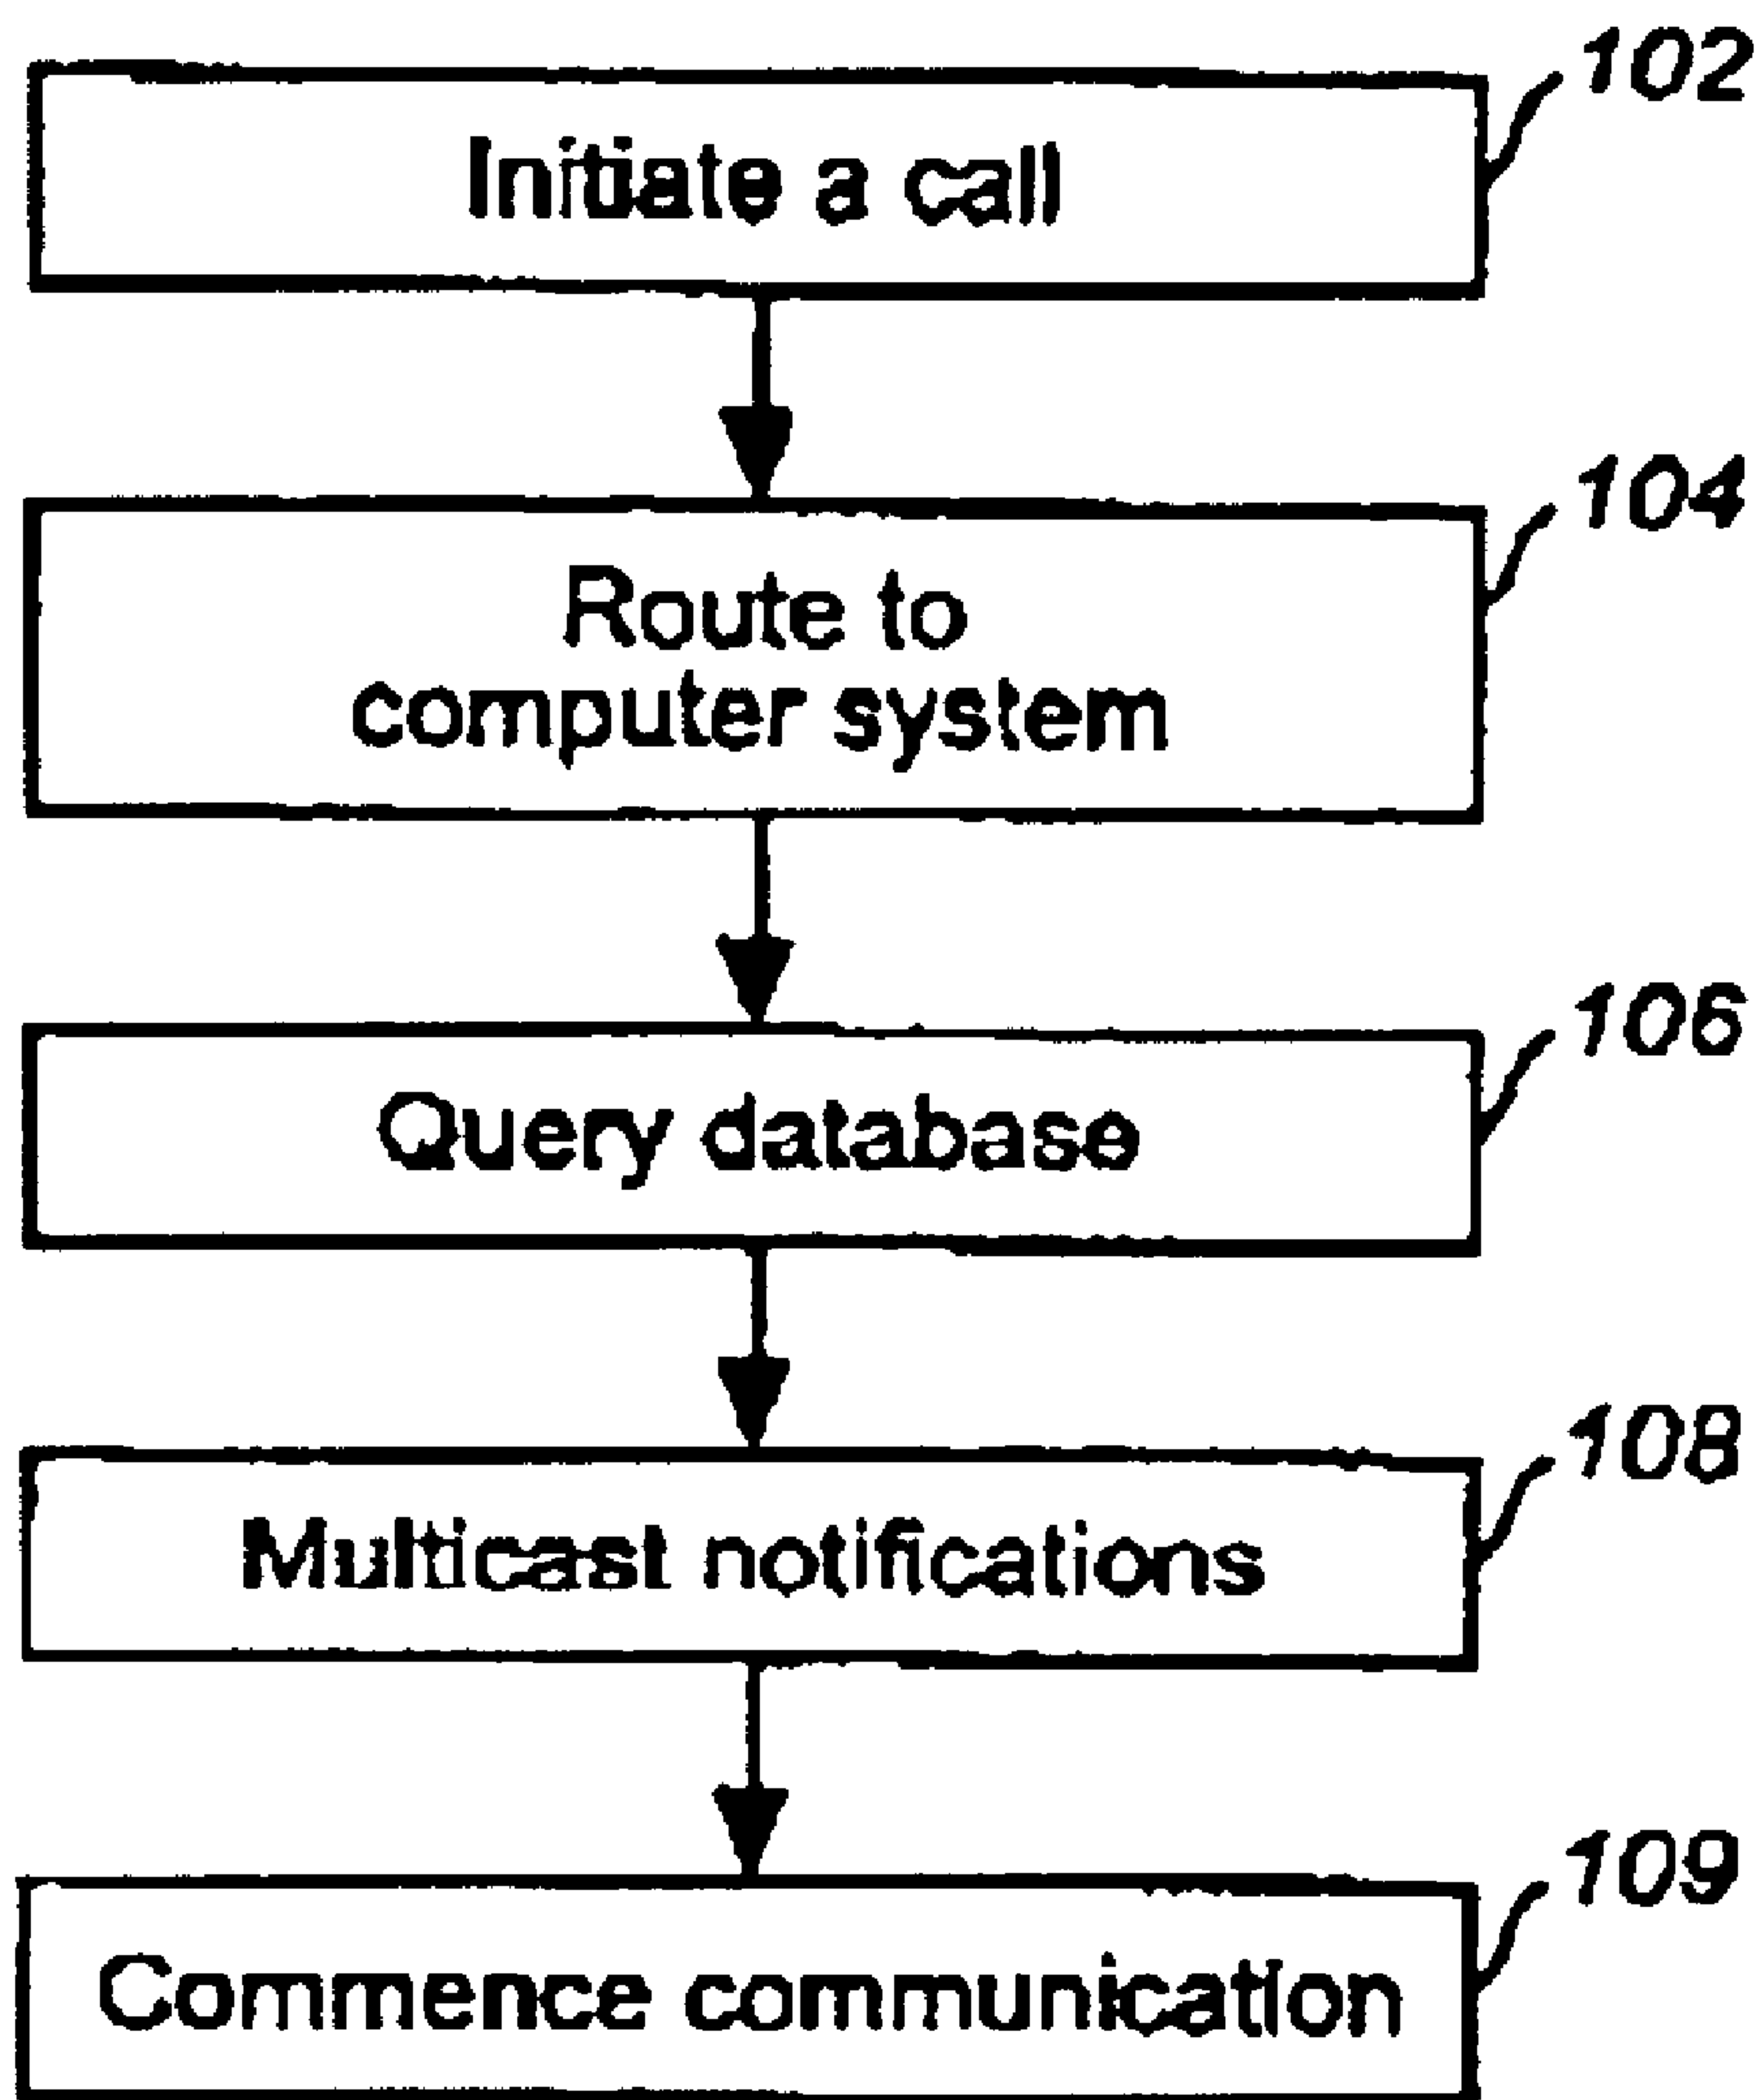 102
Initiate a call
104
Route to
computer system
106
Query database
108
Multicast notifications
109
Commence communication